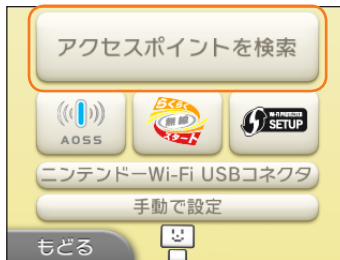 アクセスポイントを検索
AOSS
らくらく
無線
スタート
Wi-Fi PROTECTED
SETUP
ニンテンドーWi-Fi USBコネクタ
手動で設定
もどる